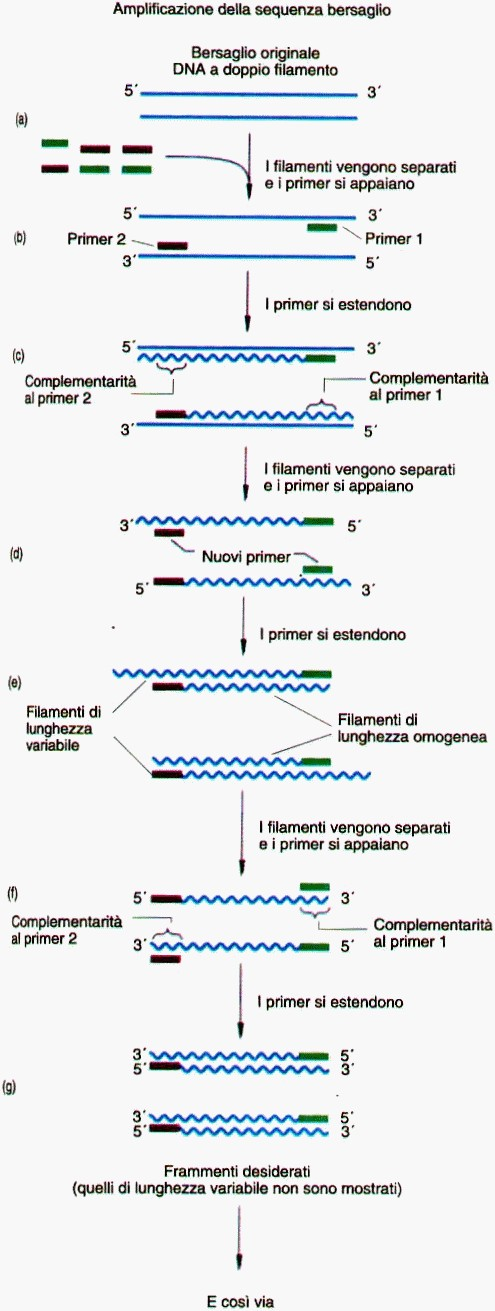 Amplificazione della sequenza bersaglio
Bersaglio originale
DNA a doppio filamento
5´ 3´
(a)
I filamenti vengono separati
e i primer si appaiano
5´ 3´
(b)
Primer 2 Primer 1
3´ 5´
I primer si estendono
(c)
5´ 3´
Complementarità
al primer 2
Complementarità
al primer 1
3´ 5´
I filamenti vengono separati
e i primer si appaiano
3´ 5´
(d)
Nuovi primer
5´ 3´
I primer si estendono
(e)
Filamenti di
lunghezza
variabile
Filamenti di
lunghezza omogenea
I filamenti vengono separati
e i primer si appaiano
(f)
5´ 3´
Complementarità
al primer 2
Complementarità
al primer 1
3´ 5´
I primer si estendono
3´ 5´
5´ 3´
(g)
3´ 5´
5´ 3´
Frammenti desiderati
(quelli di lunghezza variabile non sono mostrati)
E così via